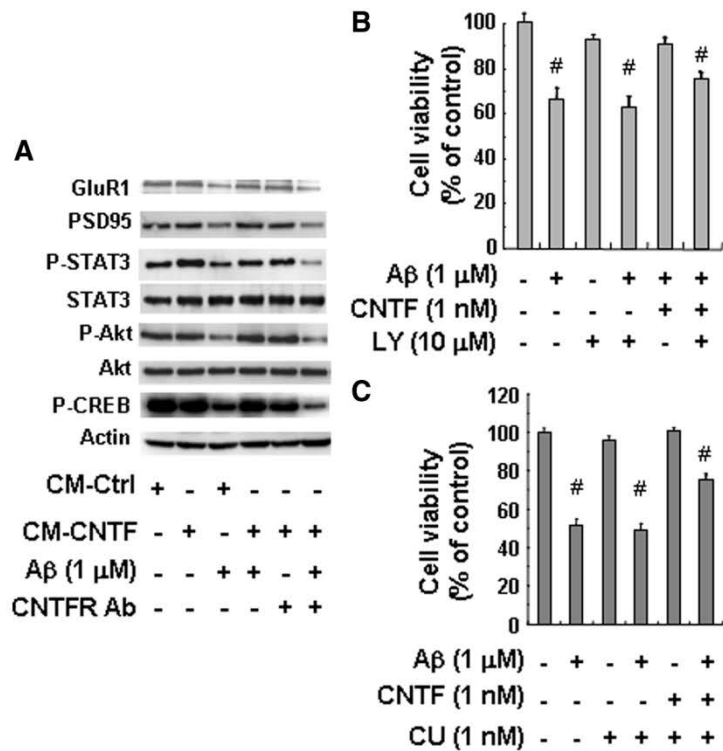 A
GluR1
PSD95
P-STAT3
STAT3
P-Akt
Akt
P-CREB
Actin
CM-Ctrl + - + - - -
CM-CNTF - + - + + +
Aβ (1 µM) - - + + - +
CNTFR Ab - - - - + +
B
Cell viability
(% of control)
100
80
60
40
20
0
# # #
Aβ (1 µM) - + - + + +
CNTF (1 nM) - - - - + +
LY (10 µM) - - + + - +
C
Cell viability
(% of control)
120
100
80
60
40
20
0
# # #
Aβ (1 µM) - + - + - +
CNTF (1 nM) - - - - + +
CU (1 nM) - - + + + +